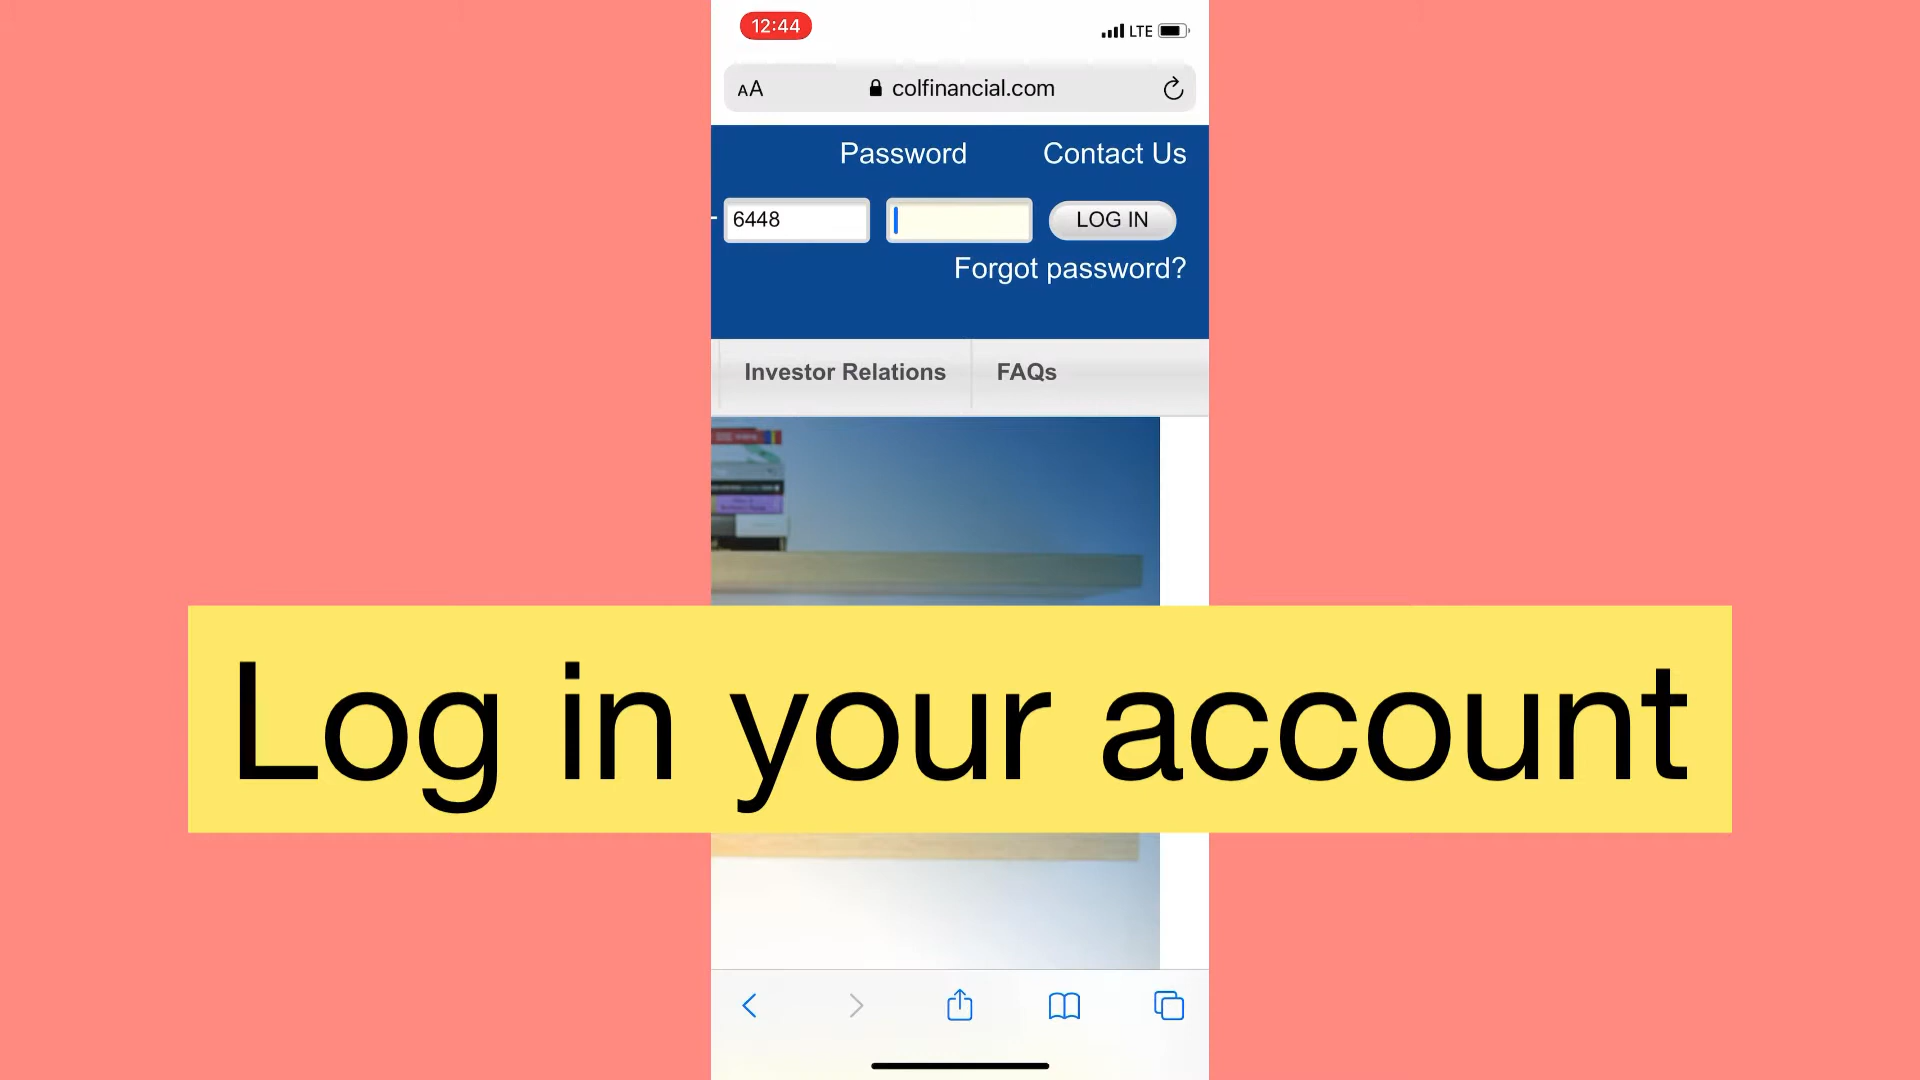 12:44
LTE
AA
colfinancial.com
Password
Contact Us
- 6448
LOG IN
Forgot password?
Investor Relations
FAQs
Log in your account